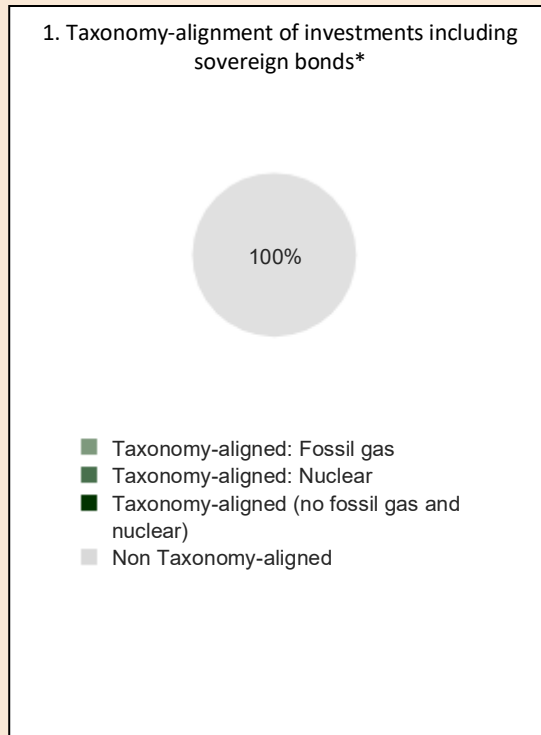 1. Taxonomy-alignment of investments including
sovereign bonds*
100%
Taxonomy-aligned: Fossil gas
Taxonomy-aligned: Nuclear
Taxonomy-aligned (no fossil gas and
nuclear)
Non Taxonomy-aligned